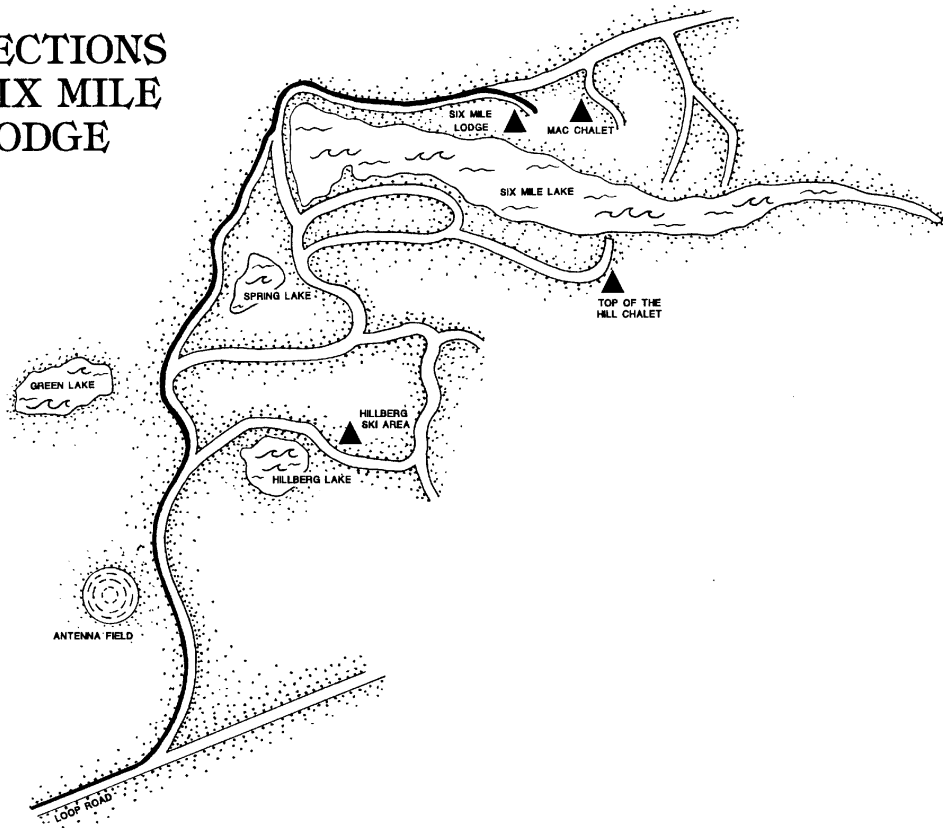 ECTIONS
IX MILE
ODGE
SIX MILE
LODGE
MAC CHALET
SIX MILE LAKE
SPRING LAKE
TOP OF THE
HILL CHALET
GREEN LAKE
HILLBERG
SKI AREA
HILLBERG LAKE
ANTENNA FIELD
LOOP ROAD